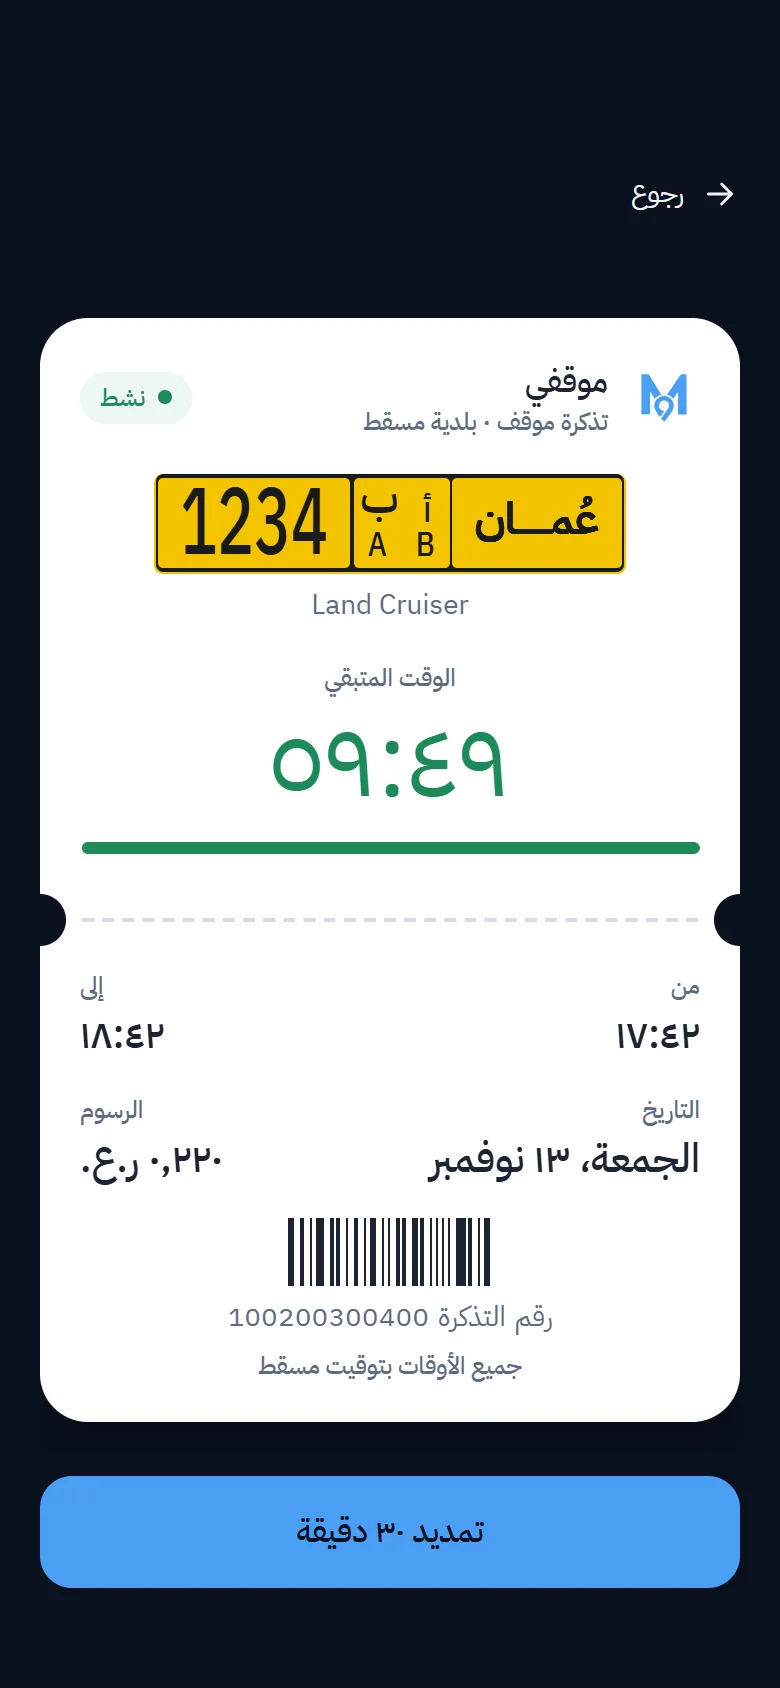 رجوع
موقفي
تذكرة موقف · بلدية مسقط
نشط
عُمـــان
أ ب
B A
1234
Land Cruiser
الوقت المتبقي
٥٩:٤٩
من
١٧:٤٢
إلى
١٨:٤٢
التاريخ
الجمعة، ١٣ نوفمبر
الرسوم
٠,٢٢٠ ر.ع.
رقم التذكرة 100200300400
جميع الأوقات بتوقيت مسقط
تمديد ٣٠ دقيقة